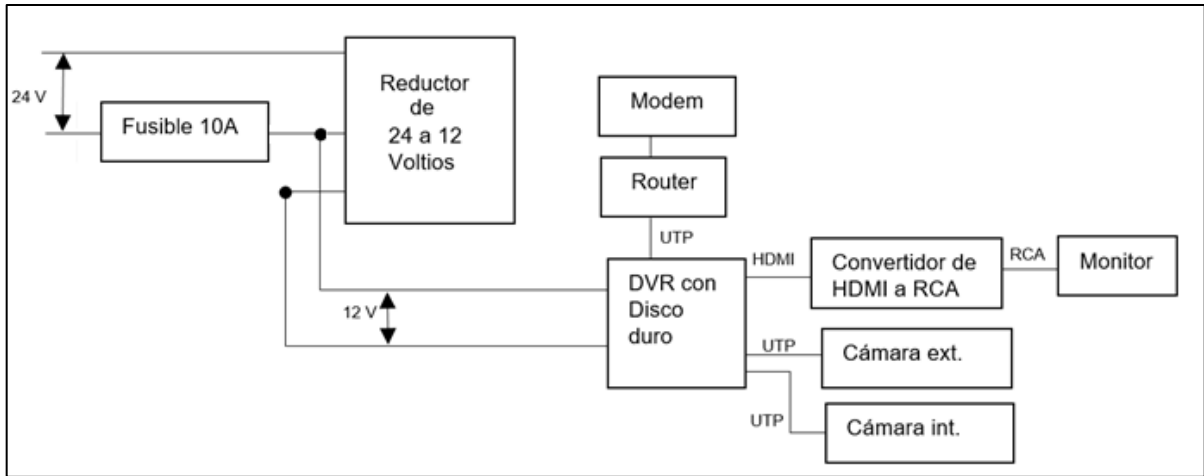 24 V
Fusible 10A
Reductor
de
24 a 12
Voltios
Modem
Router
UTP
12 V
DVR con
Disco
duro
HDMI
Convertidor de
HDMI a RCA
RCA
Monitor
UTP
Cámara ext.
UTP
Cámara int.